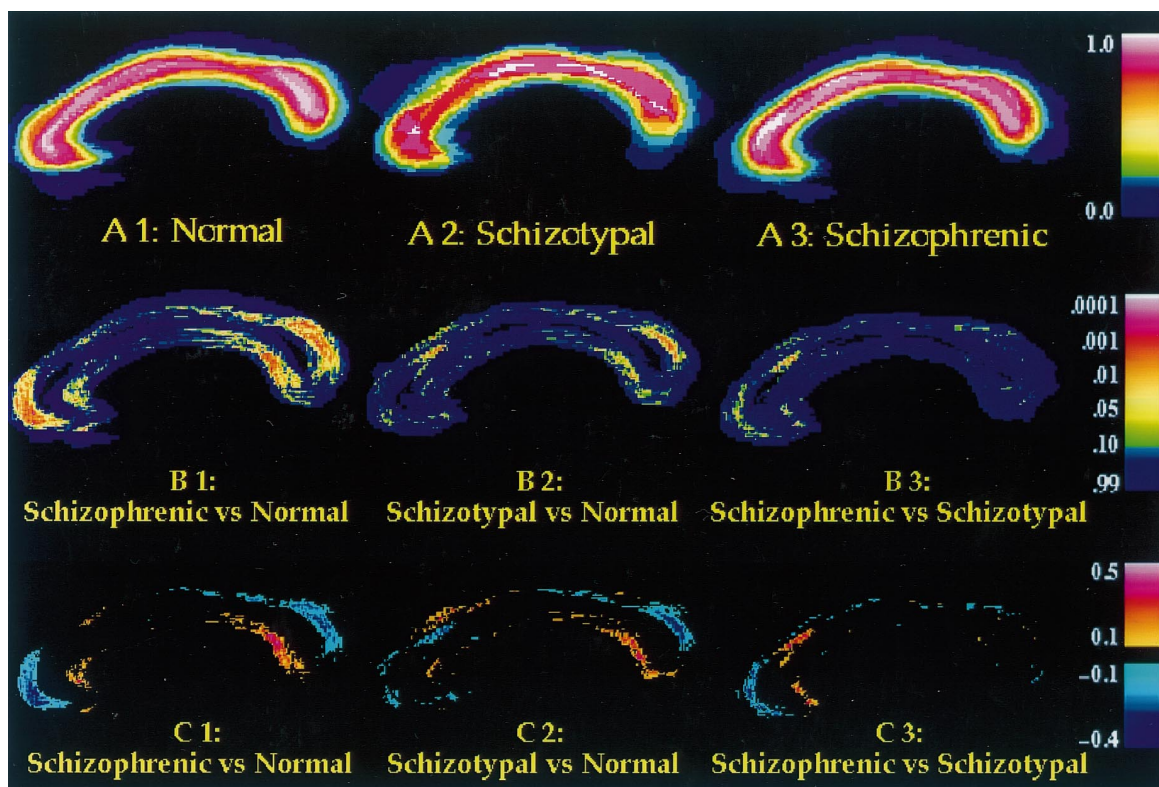 1.0
0.0
A 1: Normal
A 2: Schizotypal
A 3: Schizophrenic
.0001
.001
.01
.05
.10
.99
B 1:
Schizophrenic vs Normal
B 2:
Schizotypal vs Normal
B 3:
Schizophrenic vs Schizotypal
0.5
0.1
−0.1
−0.4
C 1:
Schizophrenic vs Normal
C 2:
Schizotypal vs Normal
C 3:
Schizophrenic vs Schizotypal